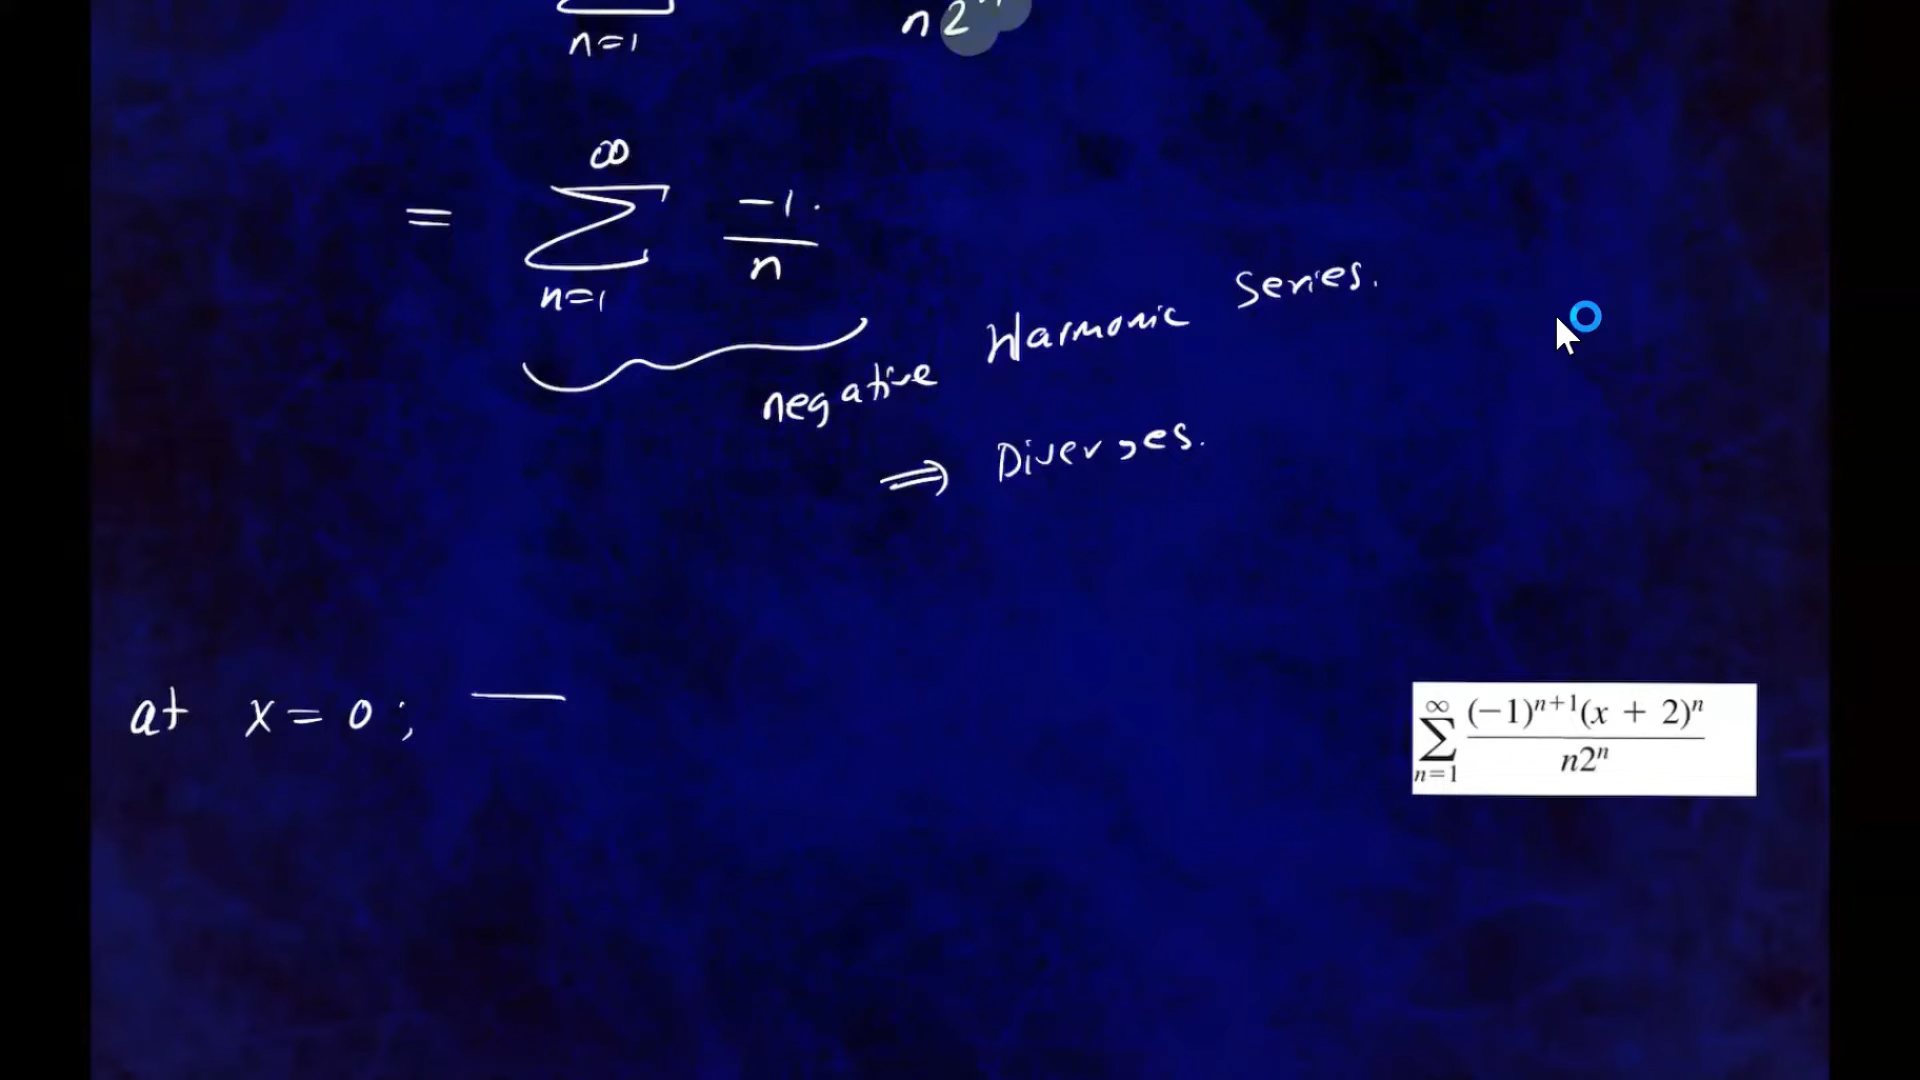 n=1 n2
∞
= ∑ -1.
n=1 n
negative Harmonic Series.
⇒ Diverges.
at x = 0 ;
∞ (−1)ⁿ⁺¹(x + 2)ⁿ
∑
n=1 n2ⁿ